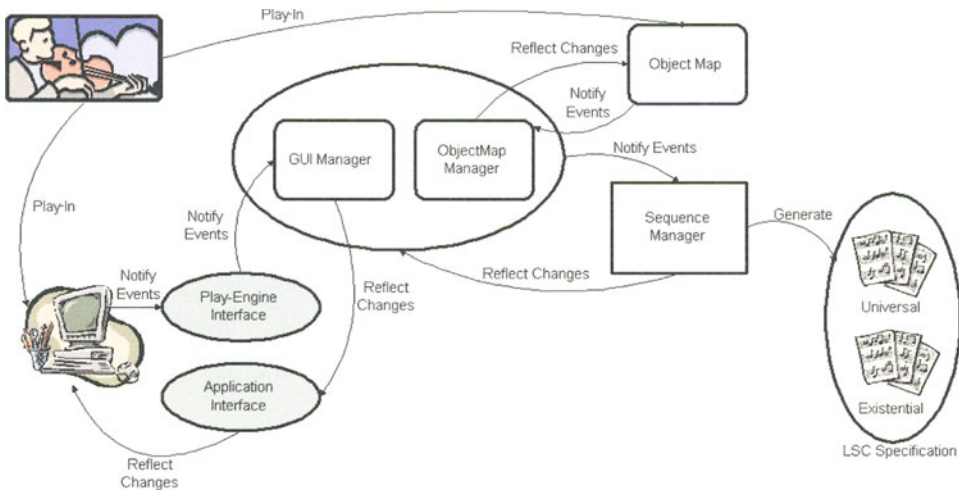 Play-In
Reflect Changes
Object Map
Notify
Events
GUI Manager
ObjectMap
Manager
Notify Events
Play-In
Notify
Events
Sequence
Manager
Generate
Reflect Changes
Notify
Events
Play-Engine
Interface
Reflect
Changes
Universal
Application
Interface
Existential
Reflect
Changes
LSC Specification